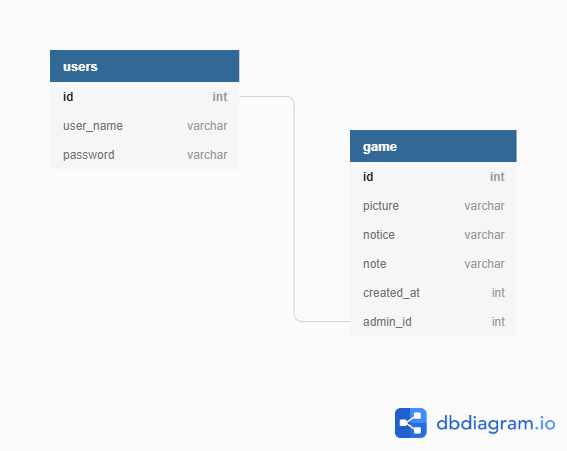 users
id int
user_name varchar
password varchar
game
id int
picture varchar
notice varchar
note varchar
created_at int
admin_id int
dbdiagram.io